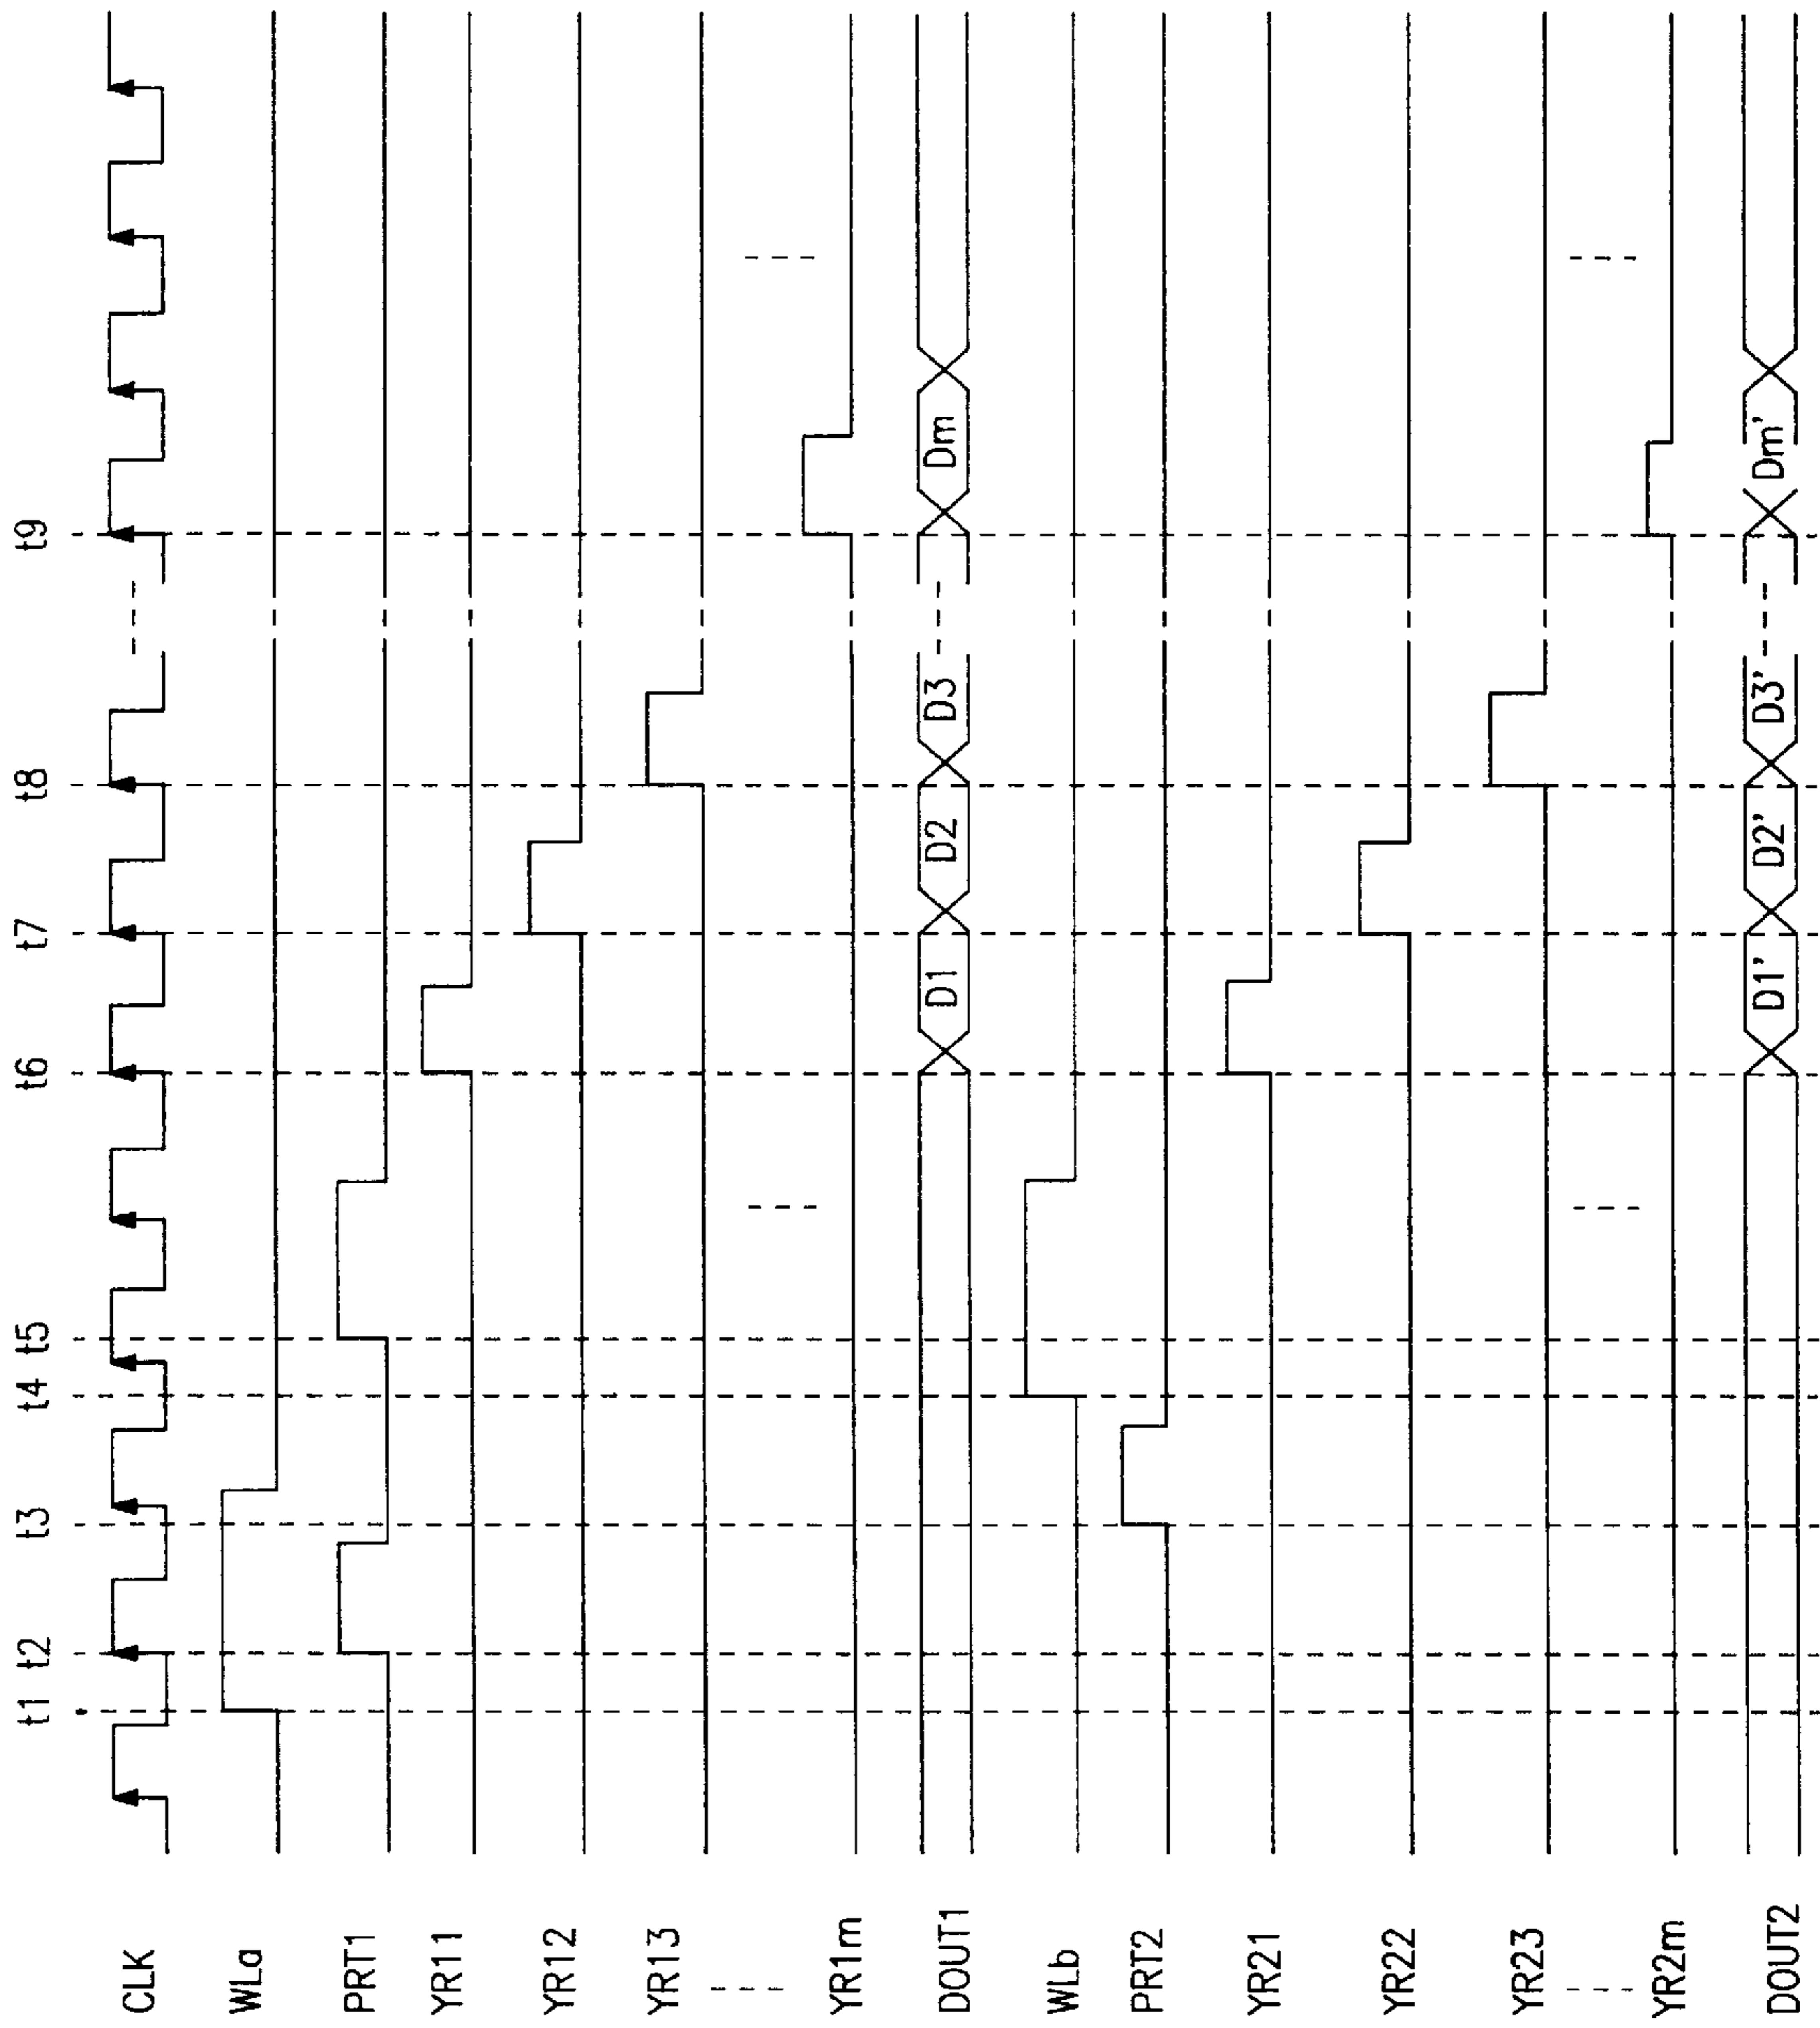 t1 t2 t3 t4 t5 t6 t7 t8 t9
CLK
WLa
PRT1
YR11
YR12
YR13
YR1m
DOUT1 D1 D2 D3 Dm
WLb
PRT2
YR21
YR22
YR23
YR2m
DOUT2 D1' D2' D3' Dm'